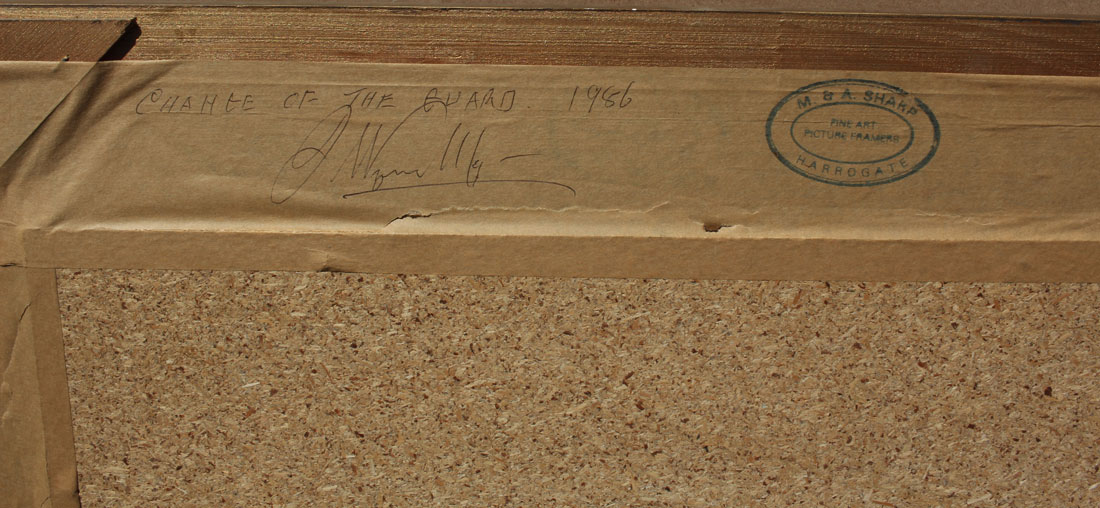 CHANGE OF THE GUARD. 1986
M. & A. SHARP
FINE ART
PICTURE FRAMERS
HARROGATE